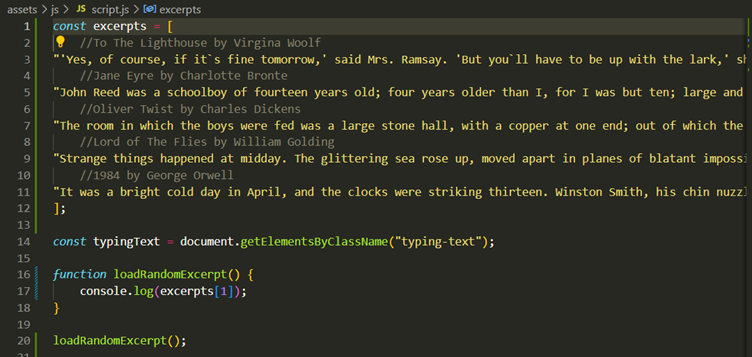 assets > js > JS script.js > excerpts
1 const excerpts = [
2 //To The Lighthouse by Virgina Woolf
3 "'Yes, of course, if it`s fine tomorrow,' said Mrs. Ramsay. 'But you`ll have to be up with the lark,'
4 //Jane Eyre by Charlotte Bronte
5 "John Reed was a schoolboy of fourteen years old; four years older than I, for I was but ten; large and
6 //Oliver Twist by Charles Dickens
7 "The room in which the boys were fed was a large stone hall, with a copper at one end; out of which the
8 //Lord of The Flies by William Golding
9 "Strange things happened at midday. The glittering sea rose up, moved apart in planes of blatant
10 //1984 by George Orwell
11 "It was a bright cold day in April, and the clocks were striking thirteen. Winston Smith, his chin
12 ];
13
14 const typingText = document.getElementsByClassName("typing-text");
15
16 function loadRandomExcerpt() {
17 console.log(excerpts[1]);
18 }
19
20 loadRandomExcerpt();